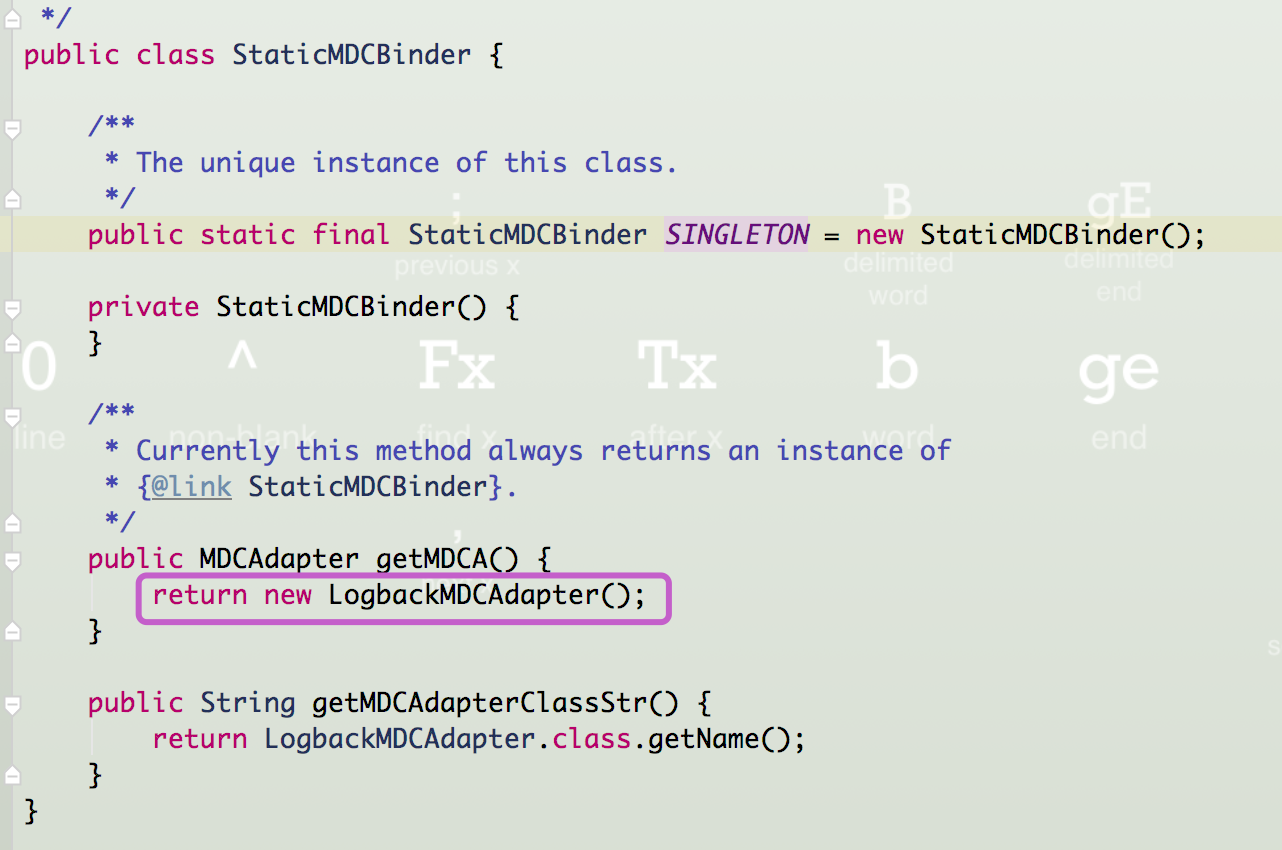 */
public class StaticMDCBinder {
/**
* The unique instance of this class.
*/
; B gE
public static final StaticMDCBinder SINGLETON = new StaticMDCBinder();
previous x delimited word delimited end
private StaticMDCBinder() {
}
0 ^ Fx Tx b ge
line non-blank find x after x word end
/**
* Currently this method always returns an instance of
* {@link StaticMDCBinder}.
*/
,
public MDCAdapter getMDCA() {
return new LogbackMDCAdapter();
}
s
public String getMDCAdapterClassStr() {
return LogbackMDCAdapter.class.getName();
}
}